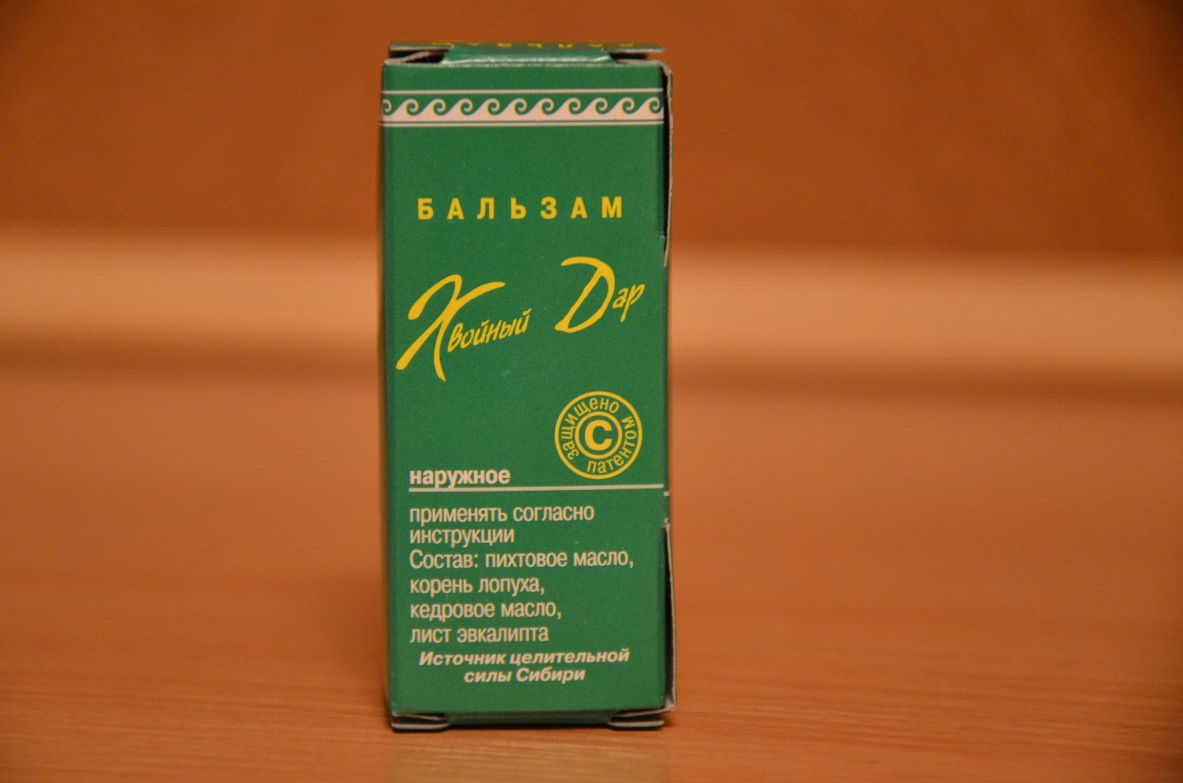 БАЛЬЗАМ
Хвойный Дар
защищено патентом
С
наружное
применять согласно
инструкции
Состав: пихтовое масло,
корень лопуха,
кедровое масло,
лист эвкалипта
Источник целительной
силы Сибири